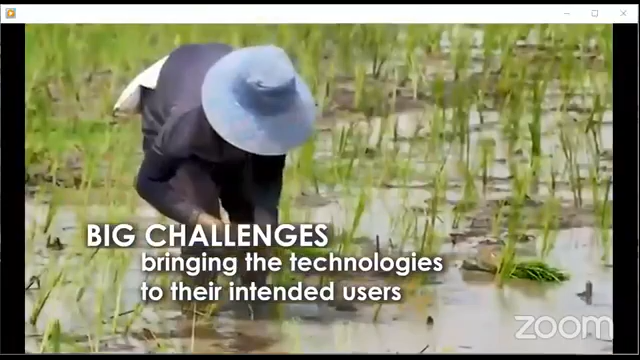 BIG CHALLENGES
bringing the technologies
to their intended users
zoom